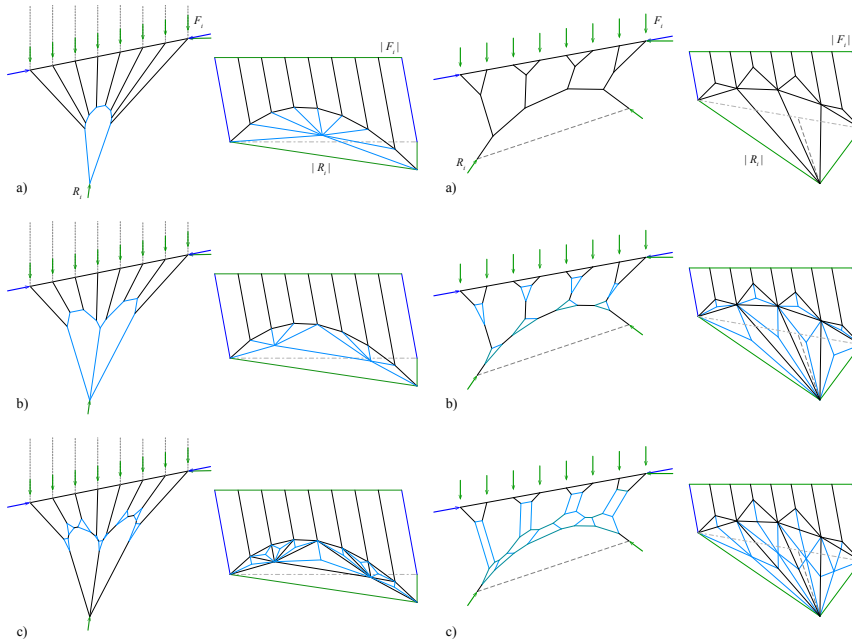 F_i
|F_i|
|R_i|
R_i
a)
F_i
|F_i|
|R_i|
R_i
a)
b)
b)
c)
c)